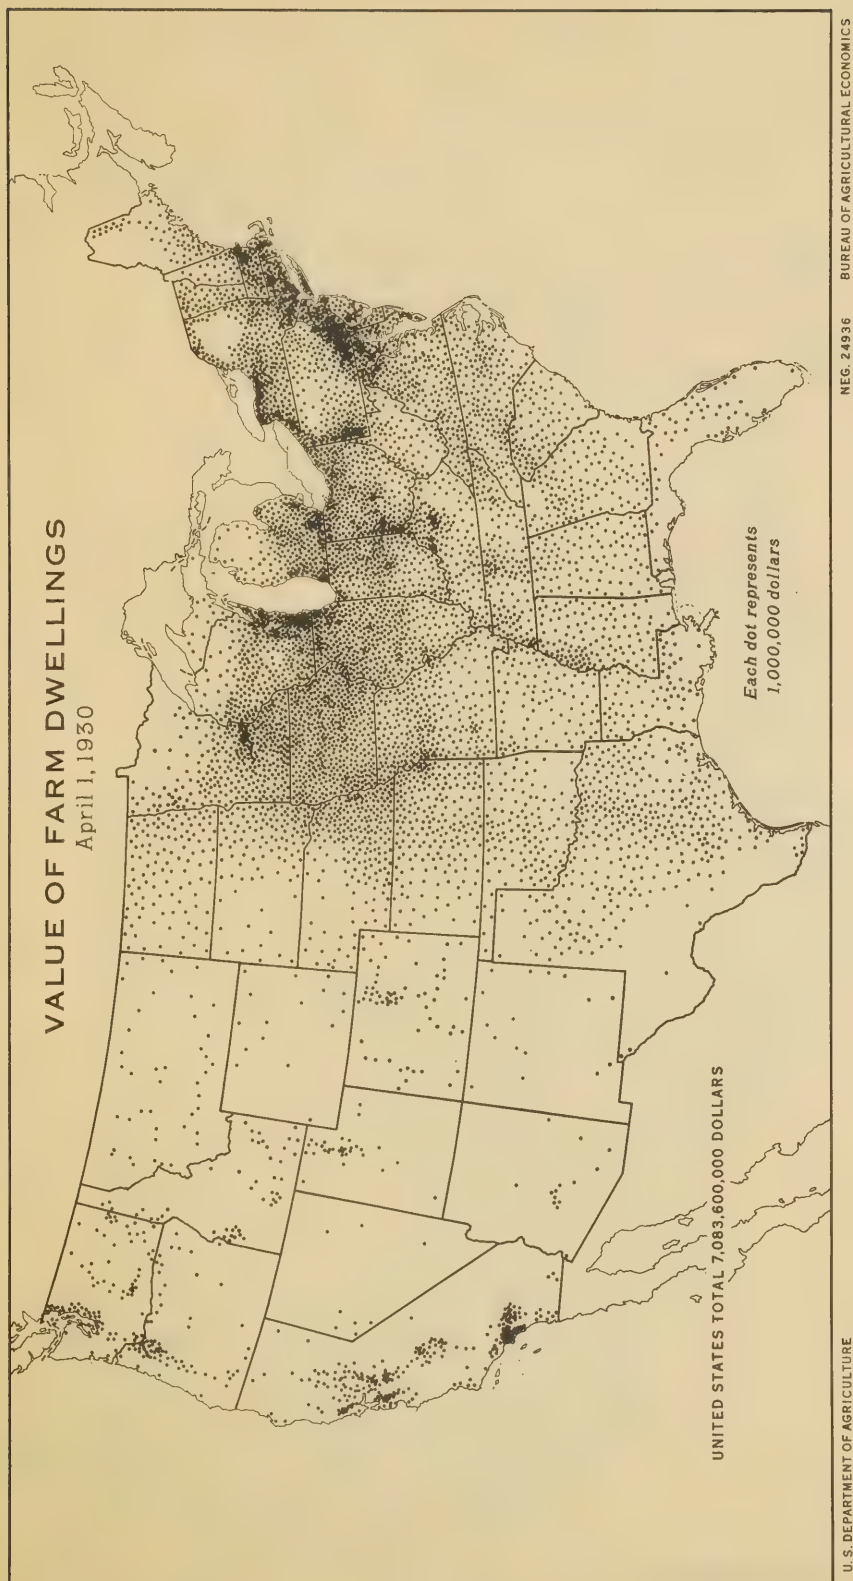 VALUE OF FARM DWELLINGS
April 1, 1930
Each dot represents
1,000,000 dollars
UNITED STATES TOTAL 7,083,600,000 DOLLARS
U. S. DEPARTMENT OF AGRICULTURE
NEG. 24936
BUREAU OF AGRICULTURAL ECONOMICS